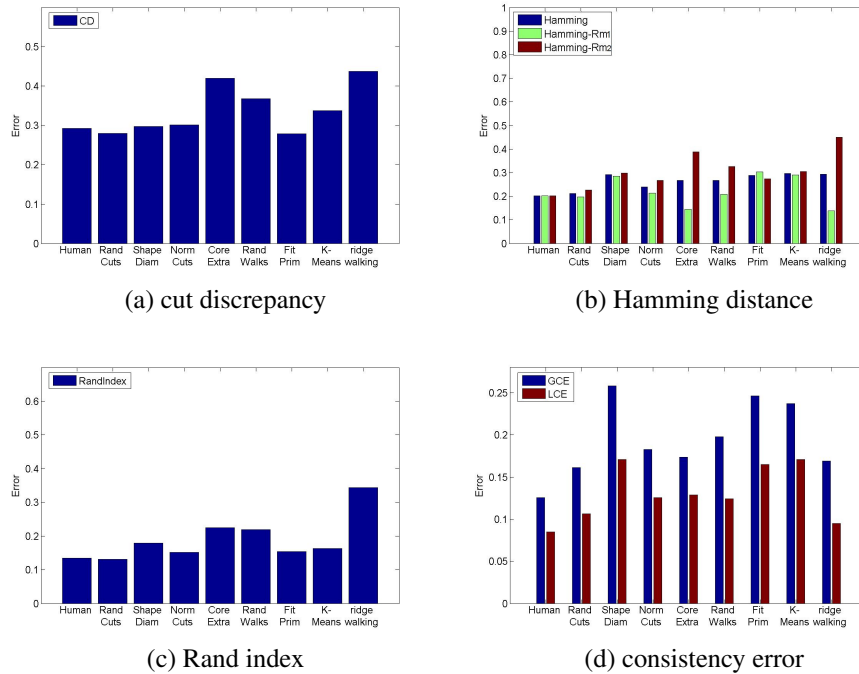 CD
0.5
0.4
0.3
0.2
0.1
0
Error
Human Rand Cuts Shape Diam Norm Cuts Core Extra Rand Walks Fit Prim K-Means ridge walking
(a) cut discrepancy
Hamming
Hamming-Rm1
Hamming-Rm2
1
0.9
0.8
0.7
0.6
0.5
0.4
0.3
0.2
0.1
0
Error
Human Rand Cuts Shape Diam Norm Cuts Core Extra Rand Walks Fit Prim K-Means ridge walking
(b) Hamming distance
RandIndex
0.6
0.5
0.4
0.3
0.2
0.1
0
Error
Human Rand Cuts Shape Diam Norm Cuts Core Extra Rand Walks Fit Prim K-Means ridge walking
(c) Rand index
GCE
LCE
0.25
0.2
0.15
0.1
0.05
0
Error
Human Rand Cuts Shape Diam Norm Cuts Core Extra Rand Walks Fit Prim K-Means ridge walking
(d) consistency error